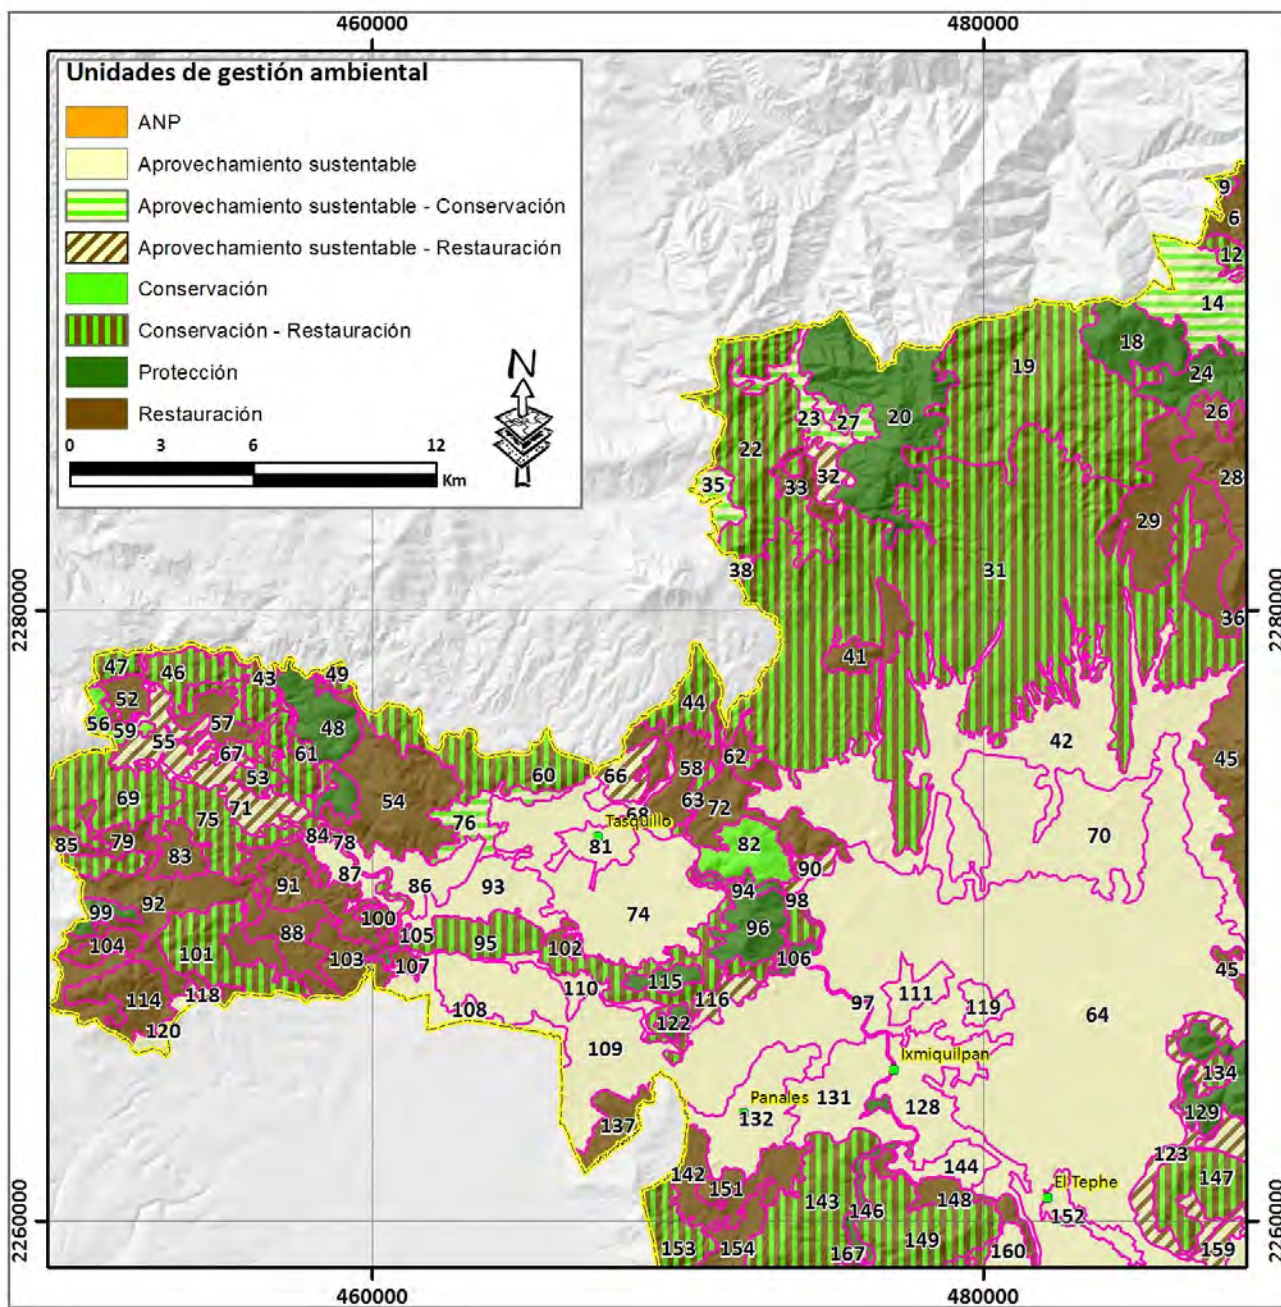 460000
480000
Unidades de gestión ambiental
ANP
Aprovechamiento sustentable
Aprovechamiento sustentable - Conservación
Aprovechamiento sustentable - Restauración
Conservación
Conservación - Restauración
Protección
Restauración
N
0 3 6 12
Km
9
6
12
14
18
24
19
26
20
23 27
22
28
32
33
35
29
38
31
2280000
2280000
36
41
47 46 43 49
52
44
56 59 57 48
55 67 61
62
42
45
53
66 58 60
69 54
71 75
63 72
68
Tasquillo
76
70
85 79 84 78
81
82
83
87
90
91 86 93
94
92
98
99
100
74
96
88
104 101 105 95 102
103 107
106
45
115
114 118
110 116
97 111 119
108
64
120
122
109
Ixmiquilpan
134
Panales 131
128
129
132
137
123
144
142
147
El Tephe
151 143 148
146
152
2260000
2260000
153 154 167 149 160 159
460000
480000